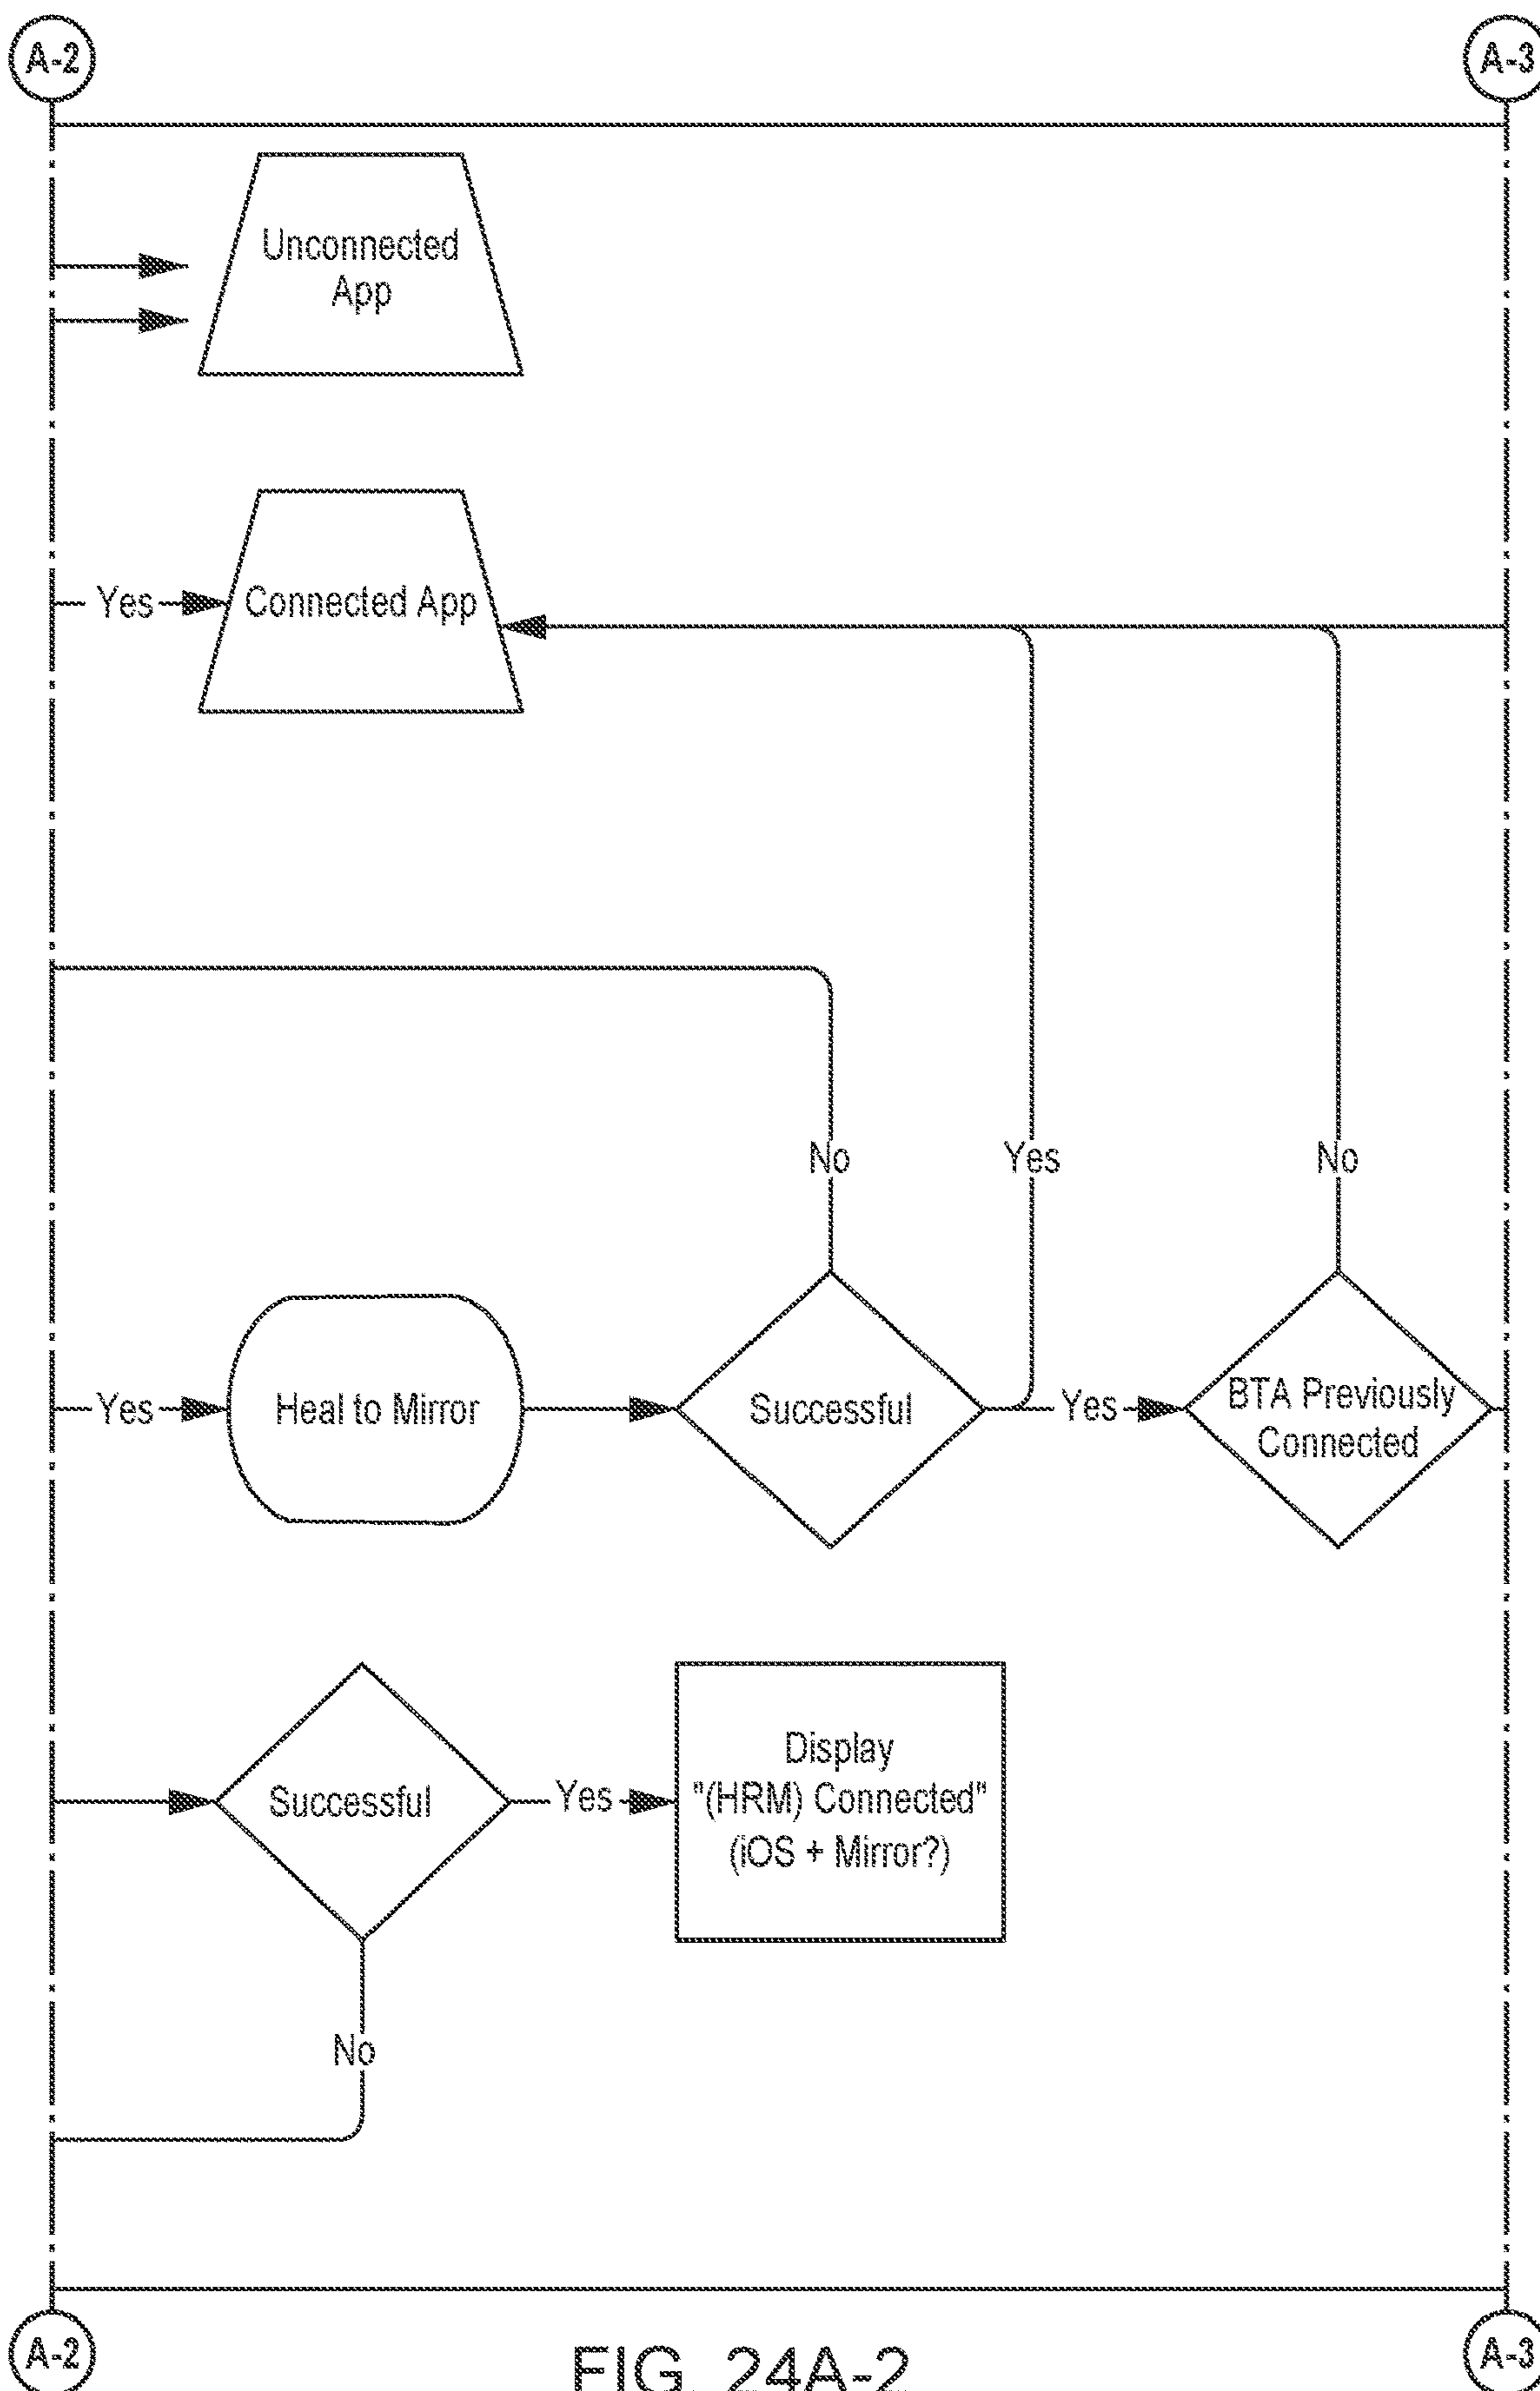 A-2
A-3
Unconnected
App
Yes
Connected App
No
Yes
No
Yes
Heal to Mirror
Successful
Yes
BTA Previously
Connected
Successful
Yes
Display
"(HRM) Connected"
(iOS + Mirror?)
No
A-2
A-3
FIG. 24A-2